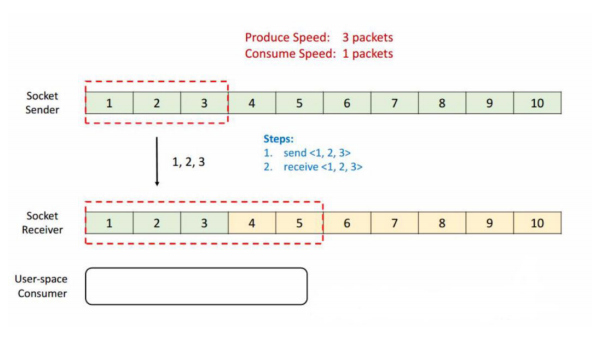 Produce Speed: 3 packets
Consume Speed: 1 packets
Socket
Sender
1 2 3 4 5 6 7 8 9 10
1, 2, 3
Steps:
1. send <1, 2, 3>
2. receive <1, 2, 3>
Socket
Receiver
1 2 3 4 5 6 7 8 9 10
User-space
Consumer